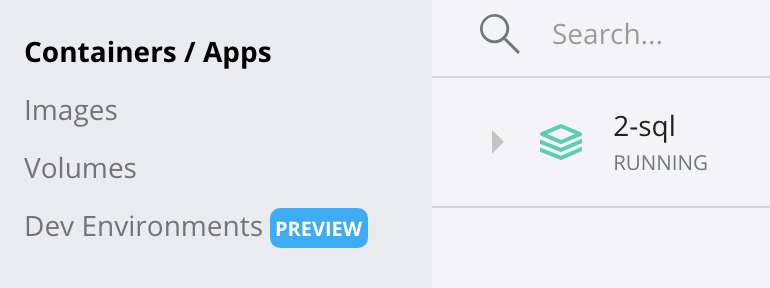 Containers / Apps
Images
Volumes
Dev Environments PREVIEW
Search...
2-sql
RUNNING